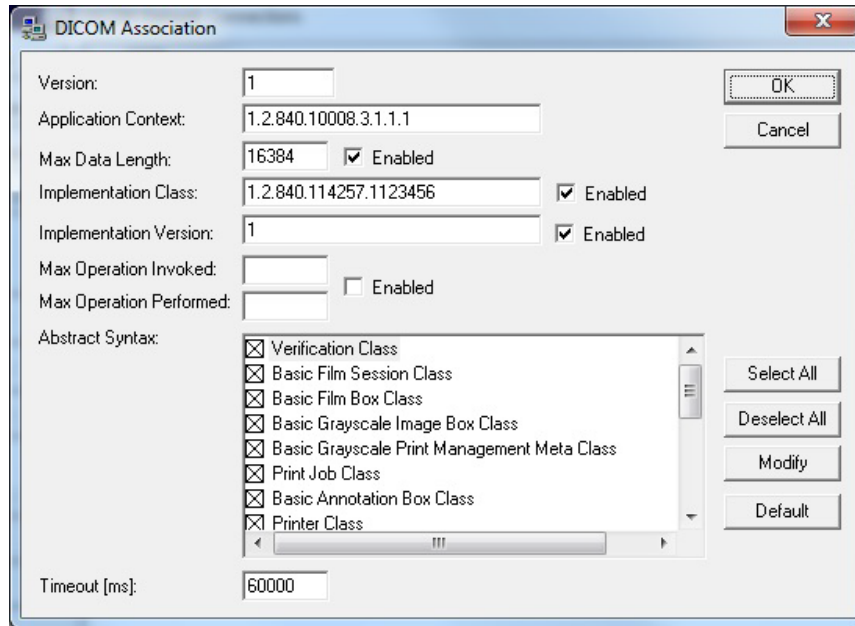 DICOM Association
Version: 1
OK
Application Context: 1.2.840.10008.3.1.1.1
Cancel
Max Data Length: 16384 Enabled
Implementation Class: 1.2.840.114257.1123456 Enabled
Implementation Version: 1 Enabled
Max Operation Invoked:
Enabled
Max Operation Performed:
Abstract Syntax:
Verification Class
Basic Film Session Class
Basic Film Box Class
Basic Grayscale Image Box Class
Basic Grayscale Print Management Meta Class
Print Job Class
Basic Annotation Box Class
Printer Class
Select All
Deselect All
Modify
Default
Timeout [ms]: 60000